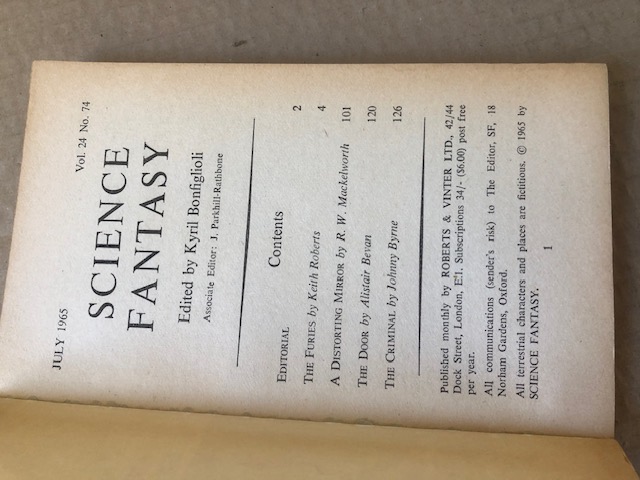 JULY 1965 Vol. 24 No. 74
SCIENCE
FANTASY
Edited by Kyril Bonfiglioli
Associate Editor: J. Parkhill-Rathbone
Contents
EDITORIAL 2
THE FURIES by Keith Roberts 4
A DISTORTING MIRROR by R. W. Mackelworth 101
THE DOOR by Alistair Bevan 120
THE CRIMINAL by Johnny Byrne 126
Published monthly by ROBERTS & VINTER LTD., 42/44
Dock Street, London, E.1. Subscriptions 34/- ($6.00) post free
per year.
All communications (sender's risk) to The Editor, SF, 18
Norham Gardens, Oxford.
All terrestrial characters and places are fictitious. © 1965 by
SCIENCE FANTASY.
1